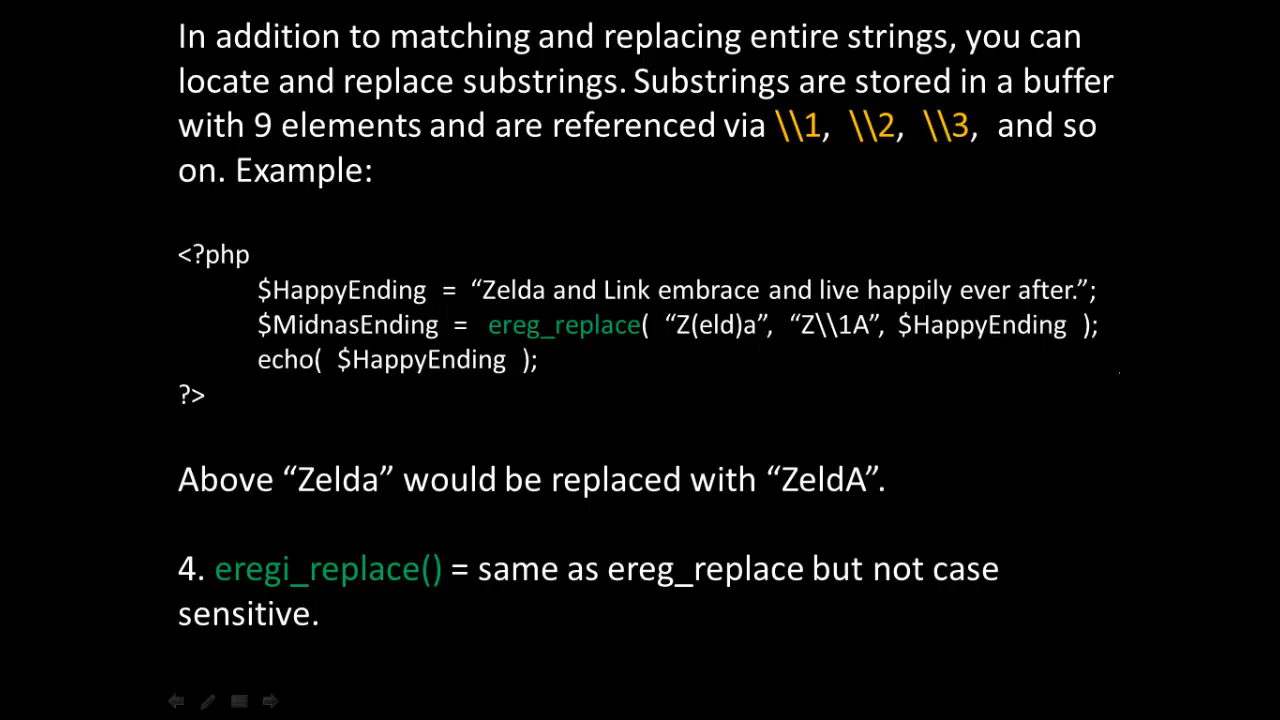 In addition to matching and replacing entire strings, you can
locate and replace substrings. Substrings are stored in a buffer
with 9 elements and are referenced via \\1, \\2, \\3, and so
on. Example:
<?php
$HappyEnding = “Zelda and Link embrace and live happily ever after.”;
$MidnasEnding = ereg_replace( “Z(eld)a”, “Z\\1A”, $HappyEnding );
echo( $HappyEnding );
?>
Above “Zelda” would be replaced with “ZeldA”.
4. eregi_replace() = same as ereg_replace but not case
sensitive.